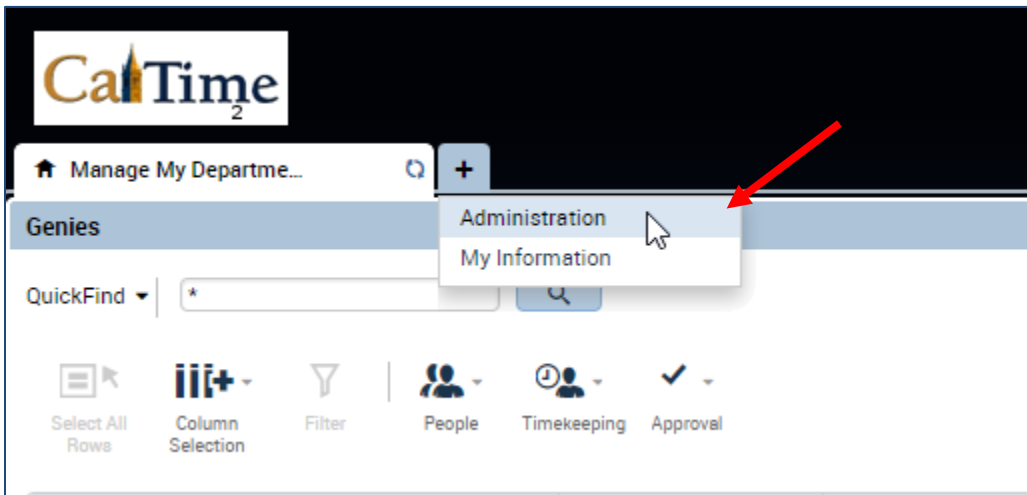 CalTime
2
Manage My Departme...
+
Administration
My Information
Genies
QuickFind
*
Select All
Rows
Column
Selection
Filter
People
Timekeeping
Approval